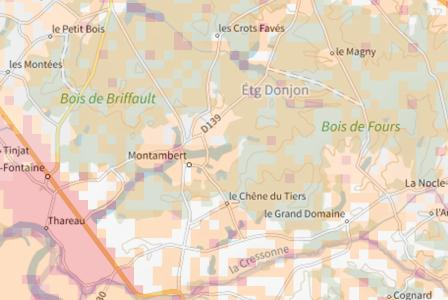 le Petit Bois
les Crots Favés
le Magny
les Montées
Étg Donjon
Bois de Briffault
D139
Bois de Fours
Tinjat
Montambert
-Fontaine
La Nocle-
le Chêne du Tiers
le Grand Domaine
Thareau
la Cressonne
Cognard